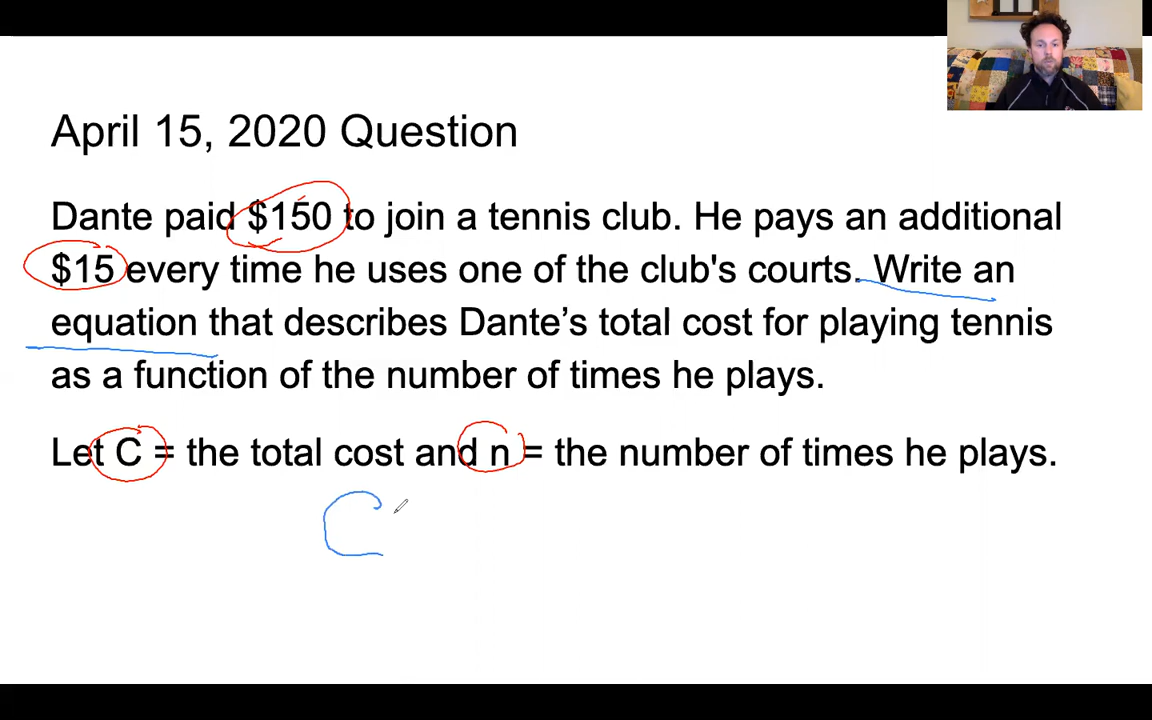 April 15, 2020 Question
Dante paid $150 to join a tennis club. He pays an additional
$15 every time he uses one of the club's courts. Write an
equation that describes Dante’s total cost for playing tennis
as a function of the number of times he plays.
Let C = the total cost and n = the number of times he plays.
C